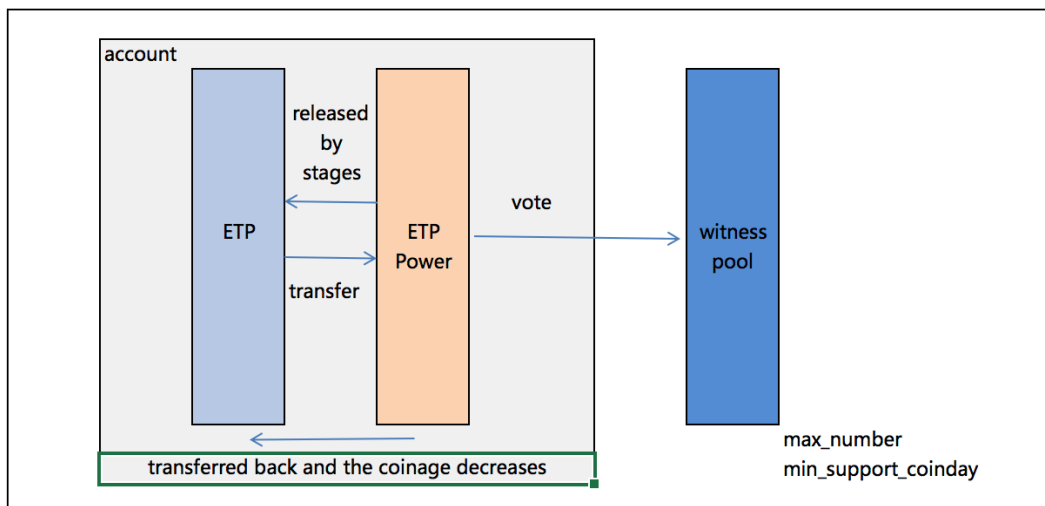 account
released
by
stages
vote
ETP
ETP
Power
witness
pool
transfer
max_number
min_support_coinday
transferred back and the coinage decreases